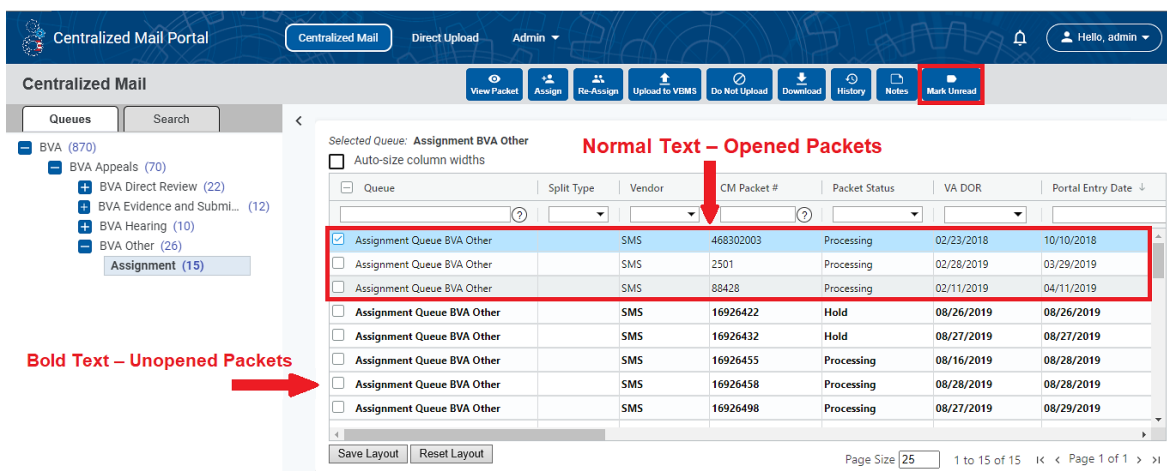 Centralized Mail Portal Centralized Mail Direct Upload Admin Hello, admin
Centralized Mail View Packet Assign Re-Assign Upload to VBMS Do Not Upload Download History Notes Mark Unread
Queues Search
BVA (870)
BVA Appeals (70)
BVA Direct Review (22)
BVA Evidence and Submi... (12)
BVA Hearing (10)
BVA Other (26)
Assignment (15)
Bold Text – Unopened Packets
Selected Queue: Assignment BVA Other
Normal Text – Opened Packets
Auto-size column widths
Queue Split Type Vendor CM Packet # Packet Status VA DOR Portal Entry Date ↓
? ?
Assignment Queue BVA Other SMS 468302003 Processing 02/23/2018 10/10/2018
Assignment Queue BVA Other SMS 2501 Processing 02/28/2019 03/29/2019
Assignment Queue BVA Other SMS 88428 Processing 02/11/2019 04/11/2019
Assignment Queue BVA Other SMS 16926422 Hold 08/26/2019 08/26/2019
Assignment Queue BVA Other SMS 16926432 Hold 08/27/2019 08/27/2019
Assignment Queue BVA Other SMS 16926455 Processing 08/16/2019 08/28/2019
Assignment Queue BVA Other SMS 16926458 Processing 08/28/2019 08/28/2019
Assignment Queue BVA Other SMS 16926498 Processing 08/27/2019 08/29/2019
Save Layout Reset Layout
Page Size 25 1 to 15 of 15 Page 1 of 1